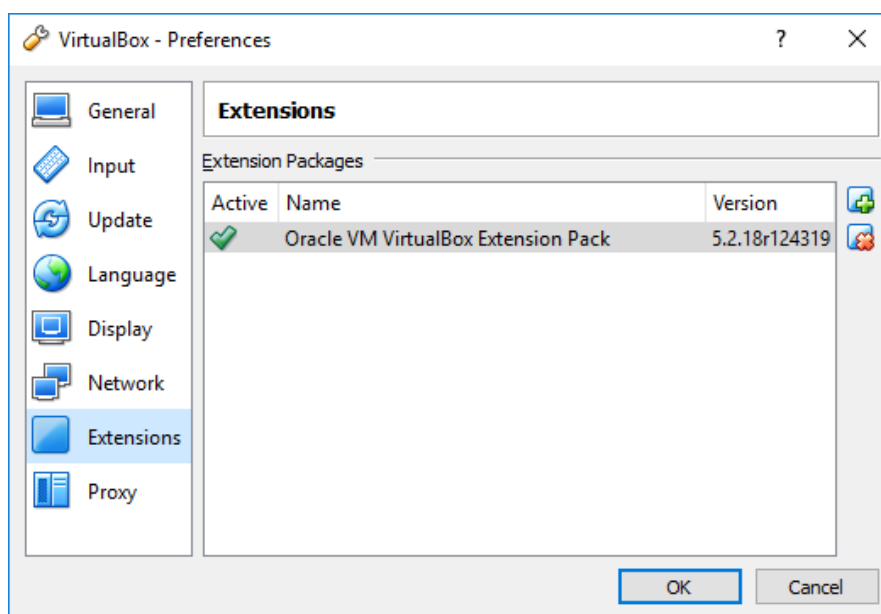 VirtualBox - Preferences ?
General
Input
Update
Language
Display
Network
Extensions
Proxy
Extensions
Extension Packages
Active Name Version
Oracle VM VirtualBox Extension Pack 5.2.18r124319
OK Cancel